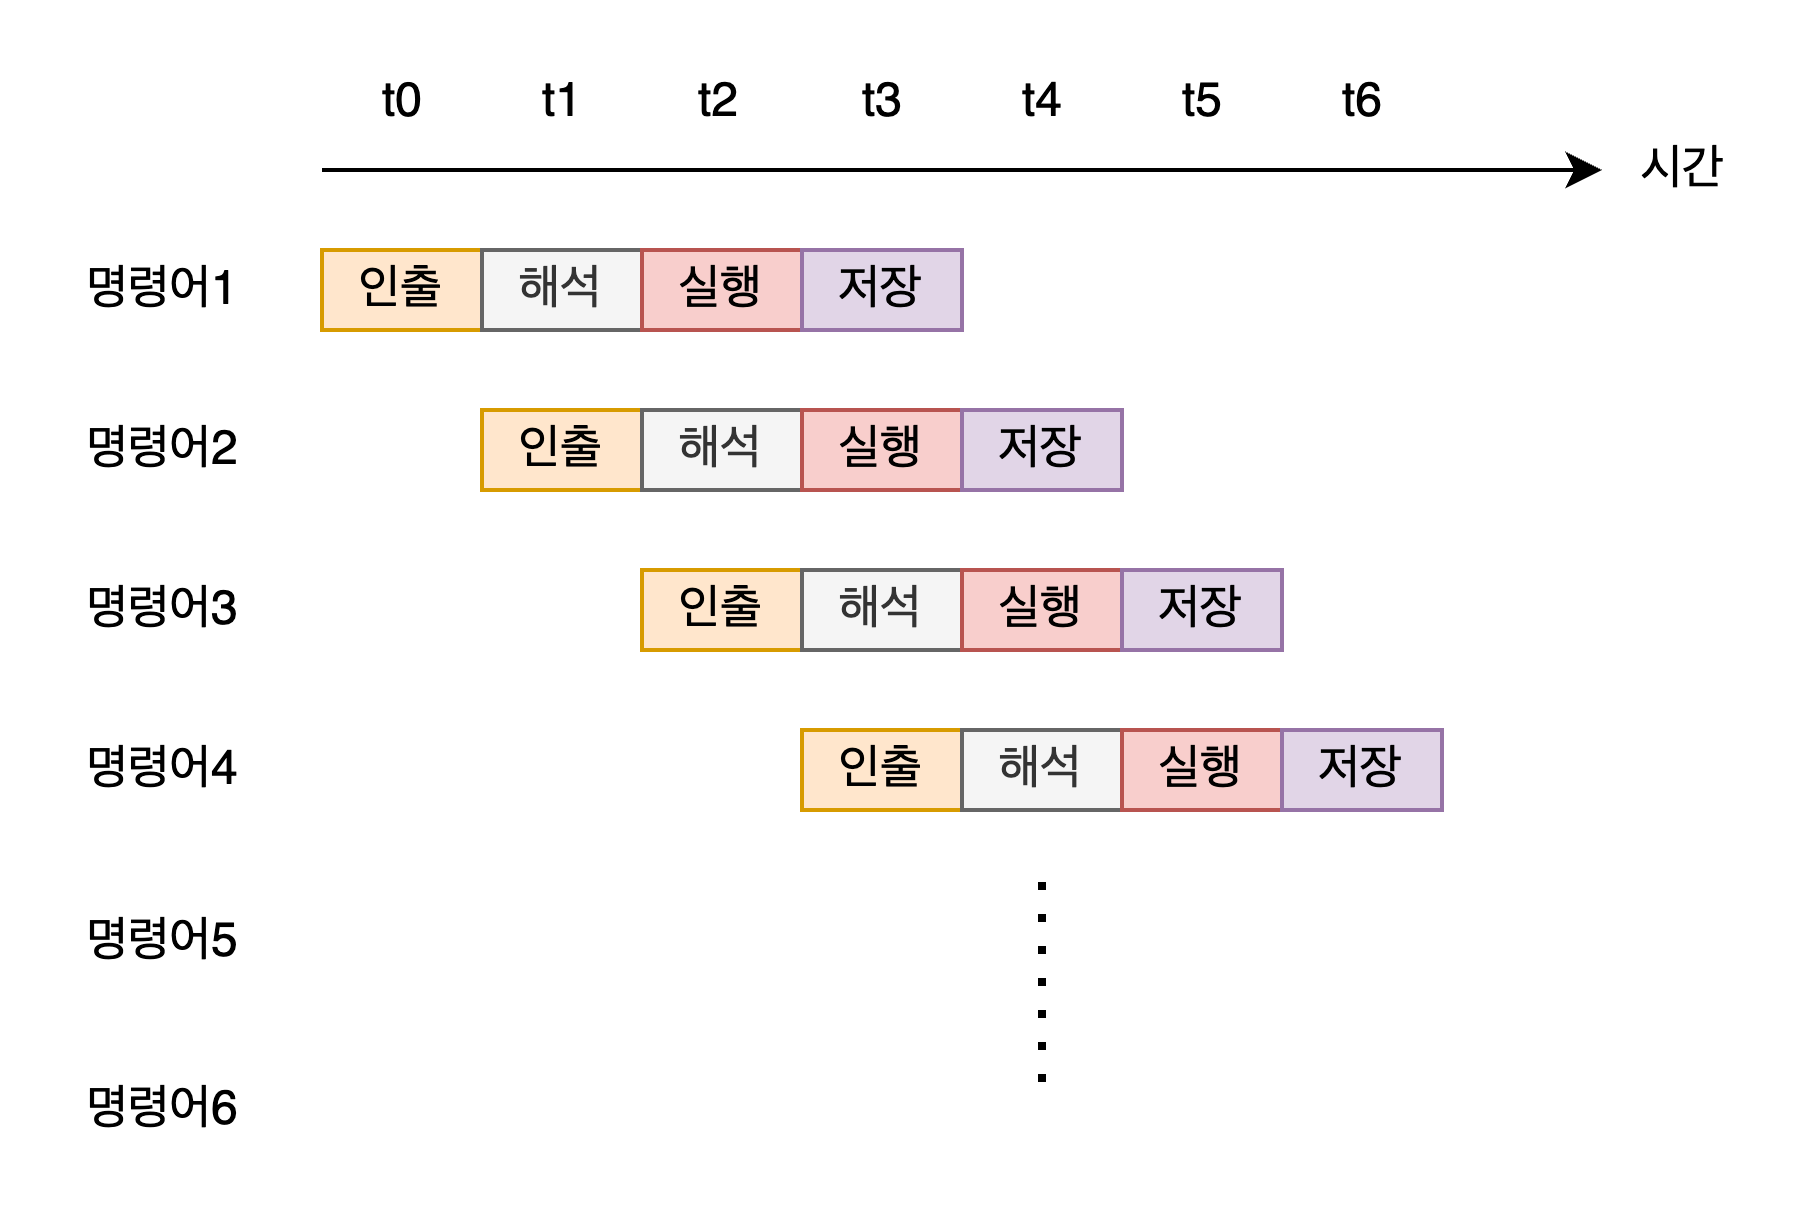 t0 t1 t2 t3 t4 t5 t6
시간
명령어1 인출 해석 실행 저장
명령어2 인출 해석 실행 저장
명령어3 인출 해석 실행 저장
명령어4 인출 해석 실행 저장
명령어5
명령어6